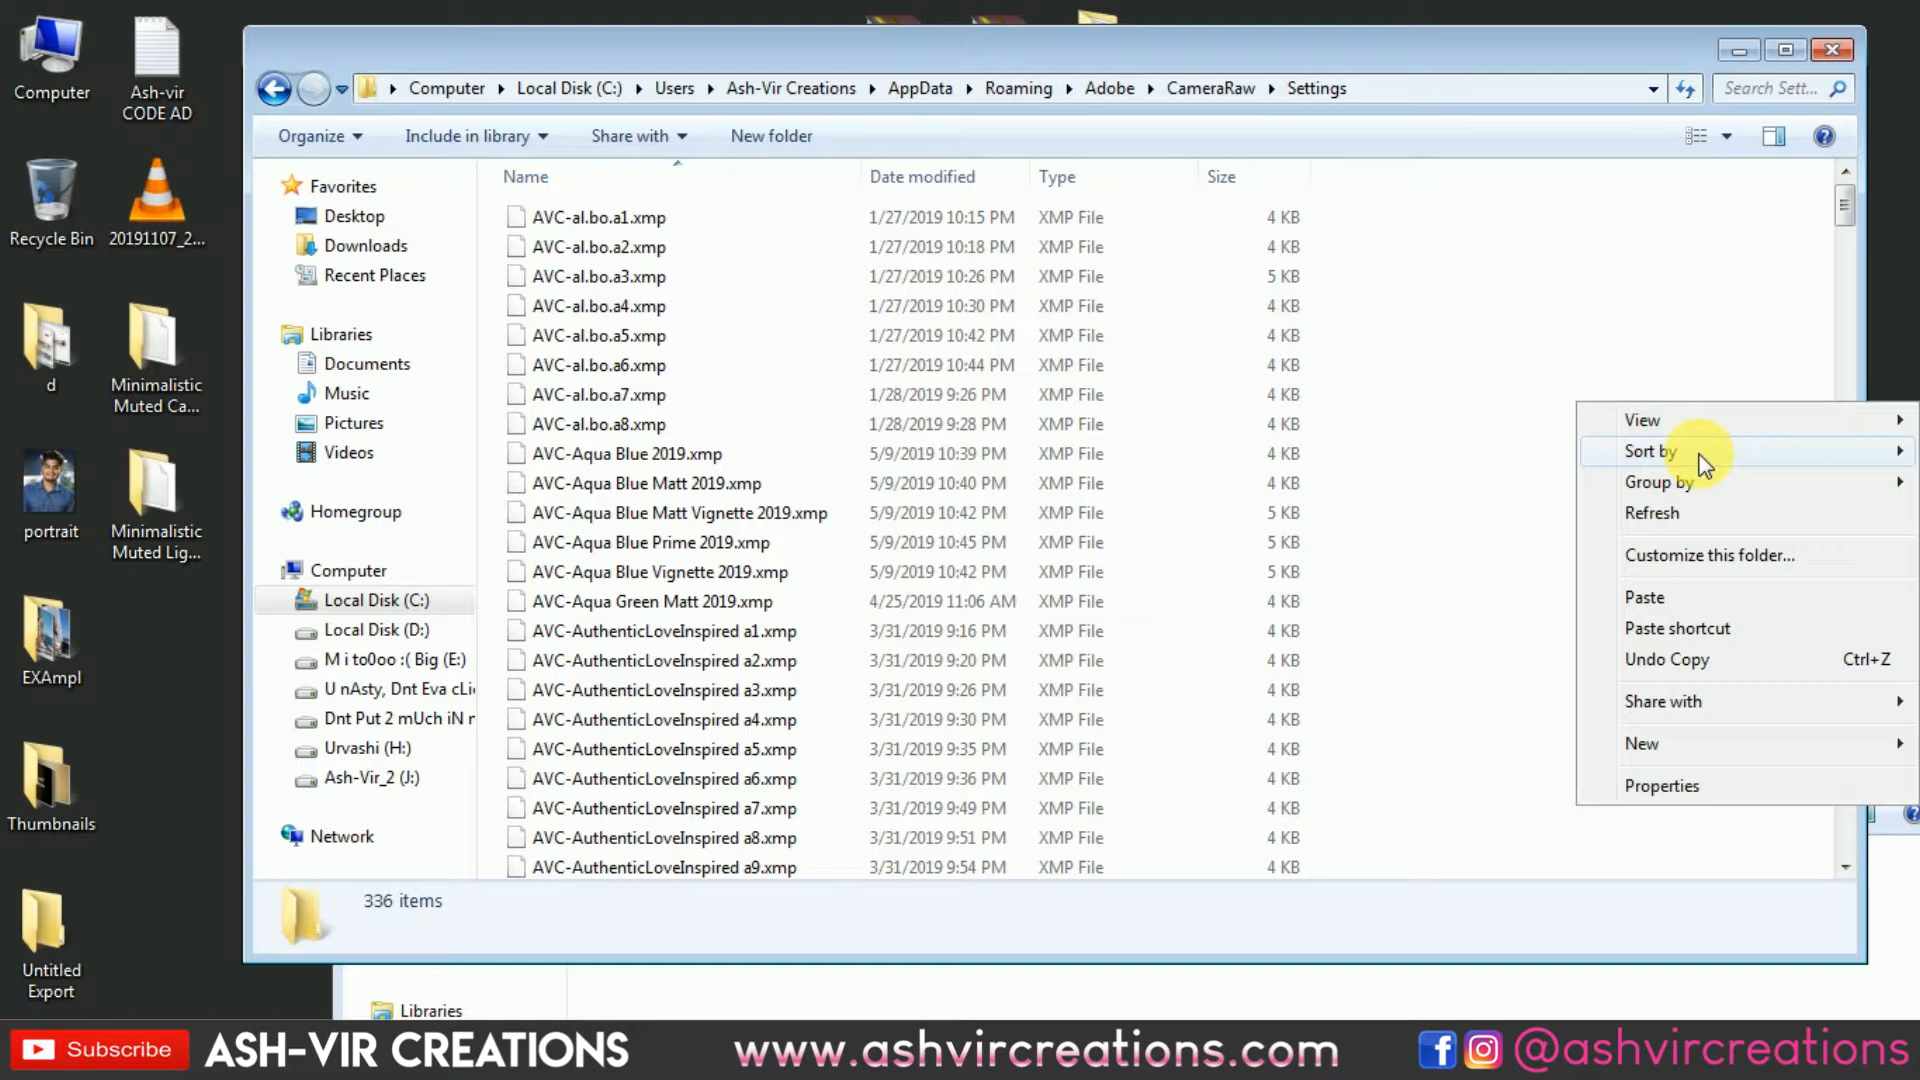 Computer
Ash-vir
CODE AD
Recycle Bin
20191107_2...
d
Minimalistic
Muted Ca...
portrait
Minimalistic
Muted Lig...
EXAmpl
Thumbnails
Untitled
Export
Computer Local Disk (C:) Users Ash-Vir Creations AppData Roaming Adobe CameraRaw Settings
Search Sett...
Organize Include in library Share with New folder
Favorites
Desktop
Downloads
Recent Places
Libraries
Documents
Music
Pictures
Videos
Homegroup
Computer
Local Disk (C:)
Local Disk (D:)
M i to0oo :( Big (E:)
U nAsty, Dnt Eva cLi
Dnt Put 2 mUch iN
Urvashi (H:)
Ash-Vir_2 (J:)
Network
Name Date modified Type Size
AVC-al.bo.a1.xmp 1/27/2019 10:15 PM XMP File 4 KB
AVC-al.bo.a2.xmp 1/27/2019 10:18 PM XMP File 4 KB
AVC-al.bo.a3.xmp 1/27/2019 10:26 PM XMP File 5 KB
AVC-al.bo.a4.xmp 1/27/2019 10:30 PM XMP File 4 KB
AVC-al.bo.a5.xmp 1/27/2019 10:42 PM XMP File 4 KB
AVC-al.bo.a6.xmp 1/27/2019 10:44 PM XMP File 4 KB
AVC-al.bo.a7.xmp 1/28/2019 9:26 PM XMP File 4 KB
AVC-al.bo.a8.xmp 1/28/2019 9:28 PM XMP File 4 KB
AVC-Aqua Blue 2019.xmp 5/9/2019 10:39 PM XMP File 4 KB
AVC-Aqua Blue Matt 2019.xmp 5/9/2019 10:40 PM XMP File 4 KB
AVC-Aqua Blue Matt Vignette 2019.xmp 5/9/2019 10:42 PM XMP File 5 KB
AVC-Aqua Blue Prime 2019.xmp 5/9/2019 10:45 PM XMP File 5 KB
AVC-Aqua Blue Vignette 2019.xmp 5/9/2019 10:42 PM XMP File 5 KB
AVC-Aqua Green Matt 2019.xmp 4/25/2019 11:06 AM XMP File 4 KB
AVC-AuthenticLoveInspired a1.xmp 3/31/2019 9:16 PM XMP File 4 KB
AVC-AuthenticLoveInspired a2.xmp 3/31/2019 9:20 PM XMP File 4 KB
AVC-AuthenticLoveInspired a3.xmp 3/31/2019 9:26 PM XMP File 4 KB
AVC-AuthenticLoveInspired a4.xmp 3/31/2019 9:30 PM XMP File 4 KB
AVC-AuthenticLoveInspired a5.xmp 3/31/2019 9:35 PM XMP File 4 KB
AVC-AuthenticLoveInspired a6.xmp 3/31/2019 9:36 PM XMP File 4 KB
AVC-AuthenticLoveInspired a7.xmp 3/31/2019 9:49 PM XMP File 4 KB
AVC-AuthenticLoveInspired a8.xmp 3/31/2019 9:51 PM XMP File 4 KB
AVC-AuthenticLoveInspired a9.xmp 3/31/2019 9:54 PM XMP File 4 KB
View
Sort by
Group by
Refresh
Customize this folder...
Paste
Paste shortcut
Undo Copy Ctrl+Z
Share with
New
Properties
336 items
Libraries
Subscribe ASH-VIR CREATIONS www.ashvircreations.com @ashvircreations